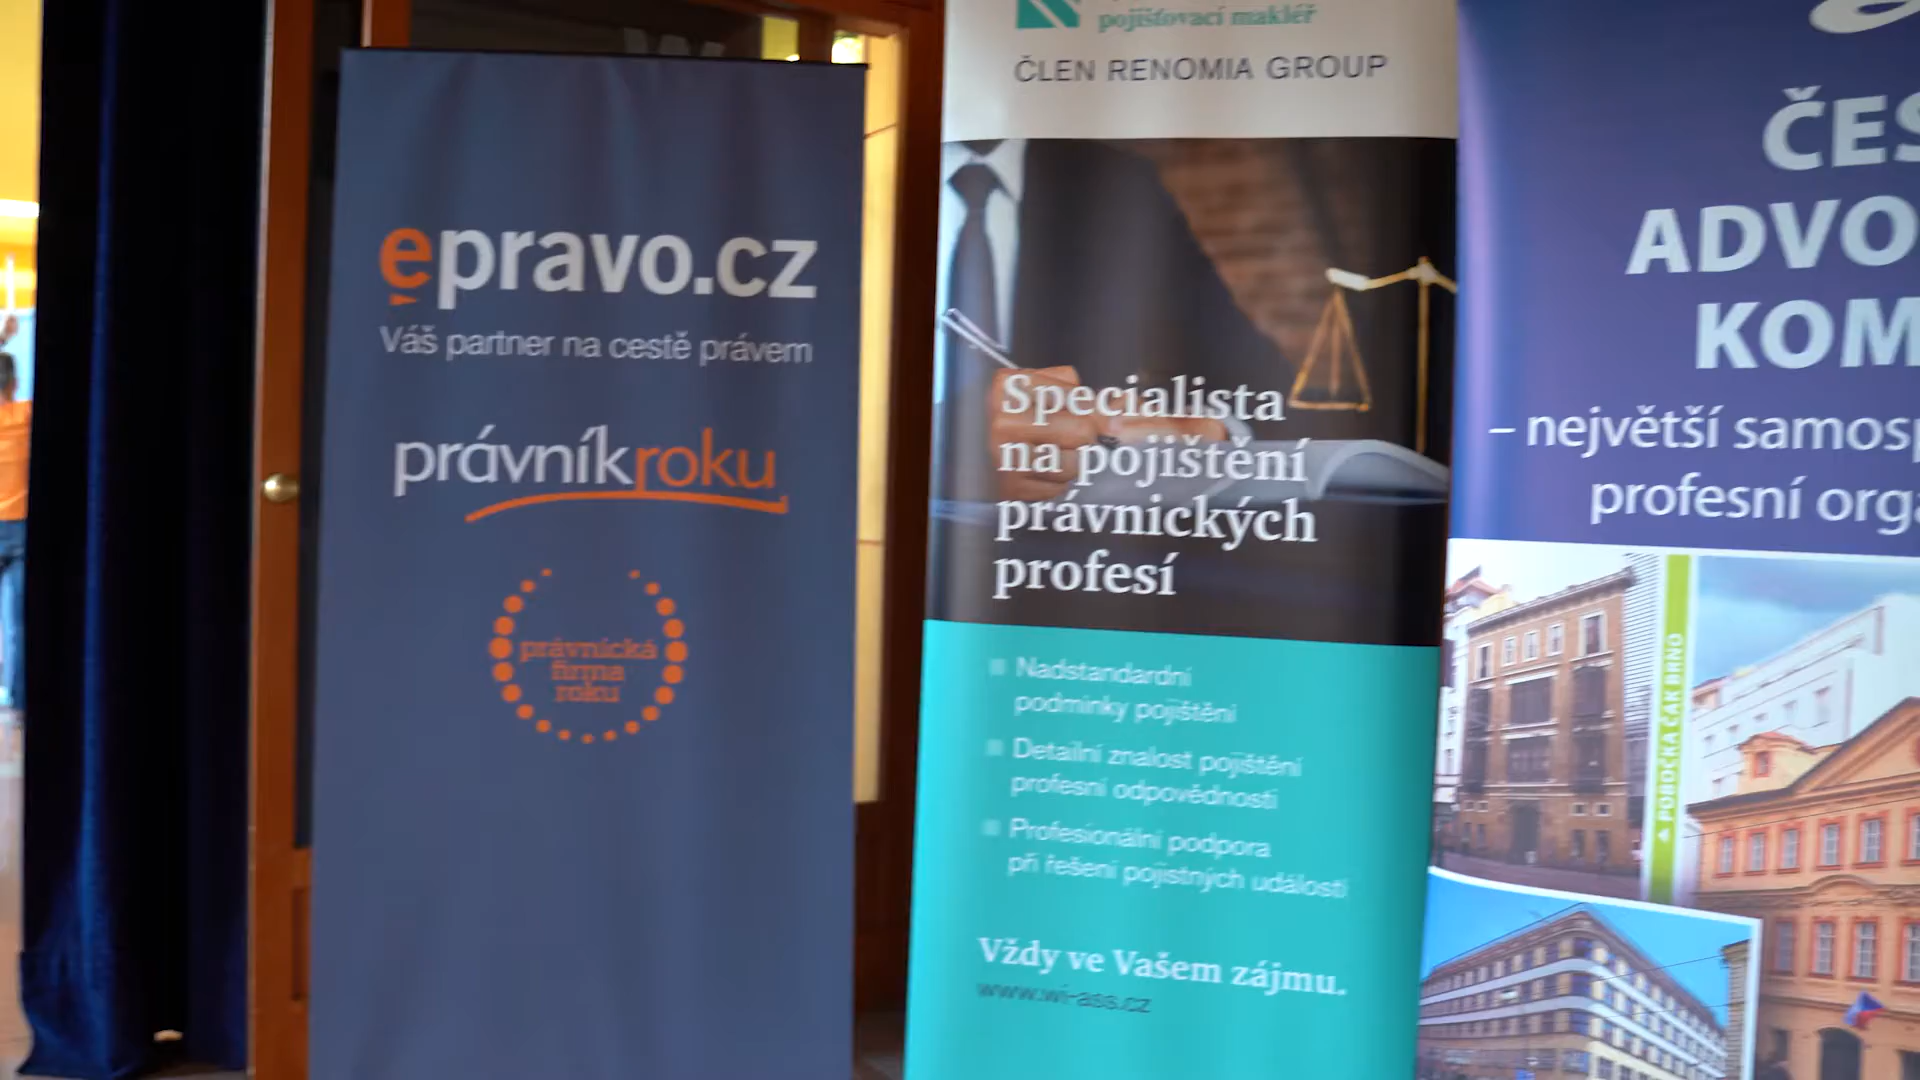 epravo.cz
Váš partner na cestě právem
právníkroku
právnická
firma
roku
pojišťovací makléř
ČLEN RENOMIA GROUP
Specialista
na pojištění
právnických
profesí
Nadstandardní
podmínky pojištění
Detailní znalost pojištění
profesní odpovědnosti
Profesionální podpora
při řešení pojistných událostí
Vždy ve Vašem zájmu.
www.wi-ass.cz
ČES
ADVO
KOM
– největší samosp
profesní orga
POBOČKA ČAK BRNO